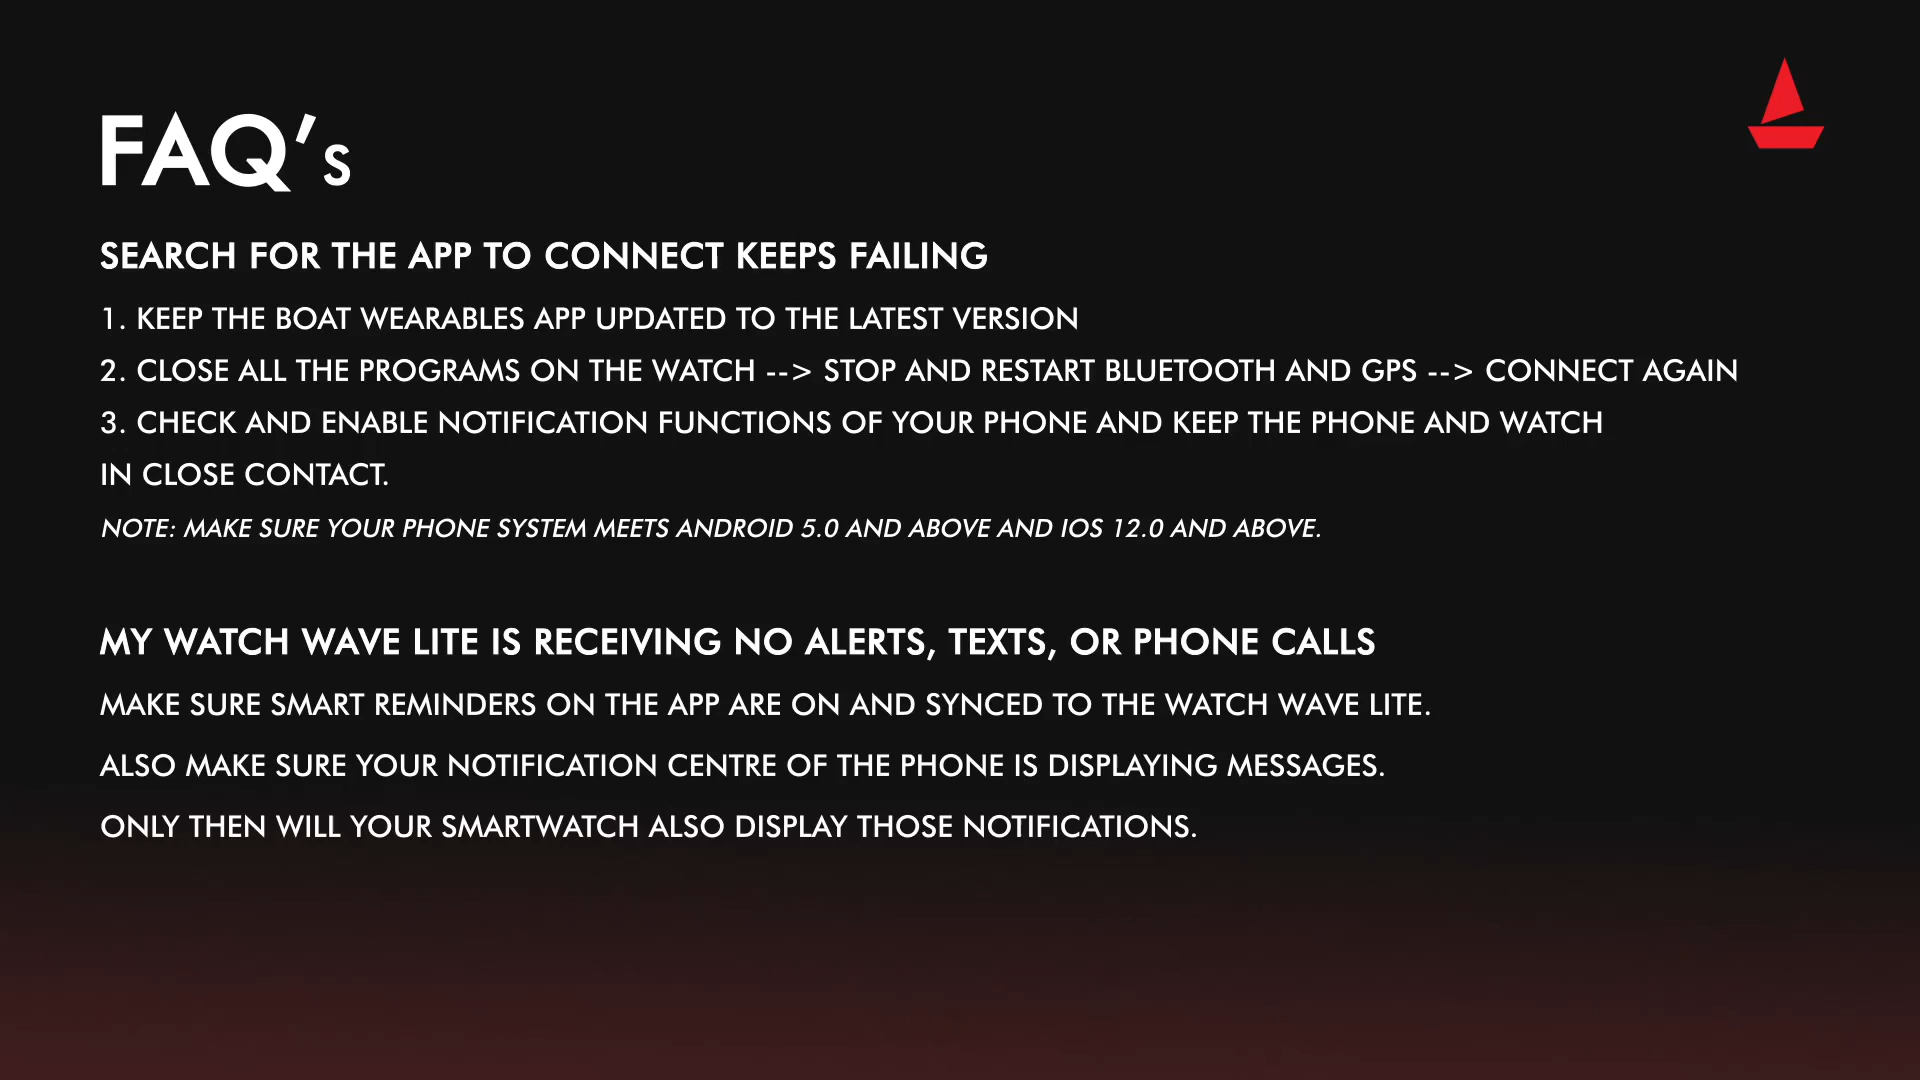 FAQ's
SEARCH FOR THE APP TO CONNECT KEEPS FAILING
1. KEEP THE BOAT WEARABLES APP UPDATED TO THE LATEST VERSION
2. CLOSE ALL THE PROGRAMS ON THE WATCH --> STOP AND RESTART BLUETOOTH AND GPS --> CONNECT AGAIN
3. CHECK AND ENABLE NOTIFICATION FUNCTIONS OF YOUR PHONE AND KEEP THE PHONE AND WATCH
IN CLOSE CONTACT.
NOTE: MAKE SURE YOUR PHONE SYSTEM MEETS ANDROID 5.0 AND ABOVE AND IOS 12.0 AND ABOVE.
MY WATCH WAVE LITE IS RECEIVING NO ALERTS, TEXTS, OR PHONE CALLS
MAKE SURE SMART REMINDERS ON THE APP ARE ON AND SYNCED TO THE WATCH WAVE LITE.
ALSO MAKE SURE YOUR NOTIFICATION CENTRE OF THE PHONE IS DISPLAYING MESSAGES.
ONLY THEN WILL YOUR SMARTWATCH ALSO DISPLAY THOSE NOTIFICATIONS.